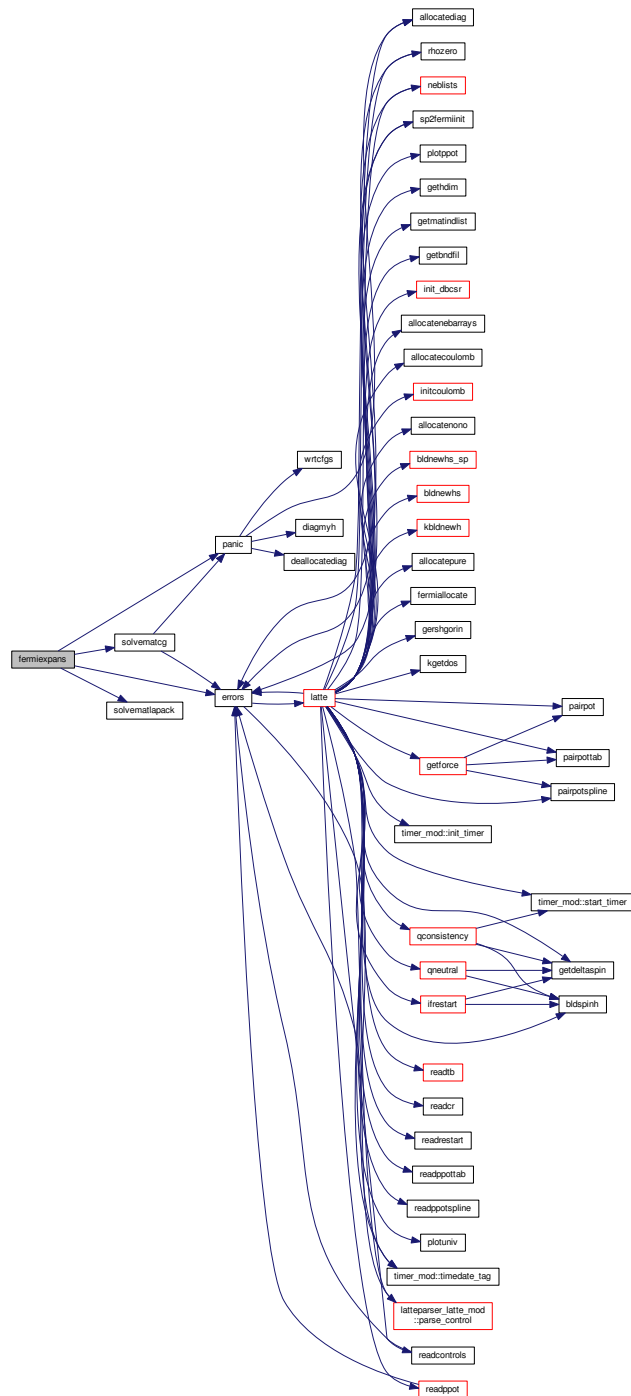 allocatediag
rhozero
neblists
sp2fermiinit
plotppot
gethdim
getmatindlist
getbndfil
init_dbcsr
allocatenebarrays
allocatecoulomb
initcoulomb
allocatenono
wrtcfgs
bldnewhs_sp
bldnewhs
diagmyh
kbldnewh
panic
deallocatediag
allocatepure
fermiallocate
solvematcg
gershgorin
fermiexpans
kgetdos
errors
latte
solvematlapack
pairpot
pairpottab
getforce
pairpotspline
timer_mod::init_timer
timer_mod::start_timer
qconsistency
getdeltaspin
qneutral
ifrestart
bldspinh
readtb
readcr
readrestart
readppottab
readppotspline
plotuniv
timer_mod::timedate_tag
latteparser_latte_mod
::parse_control
readcontrols
readppot